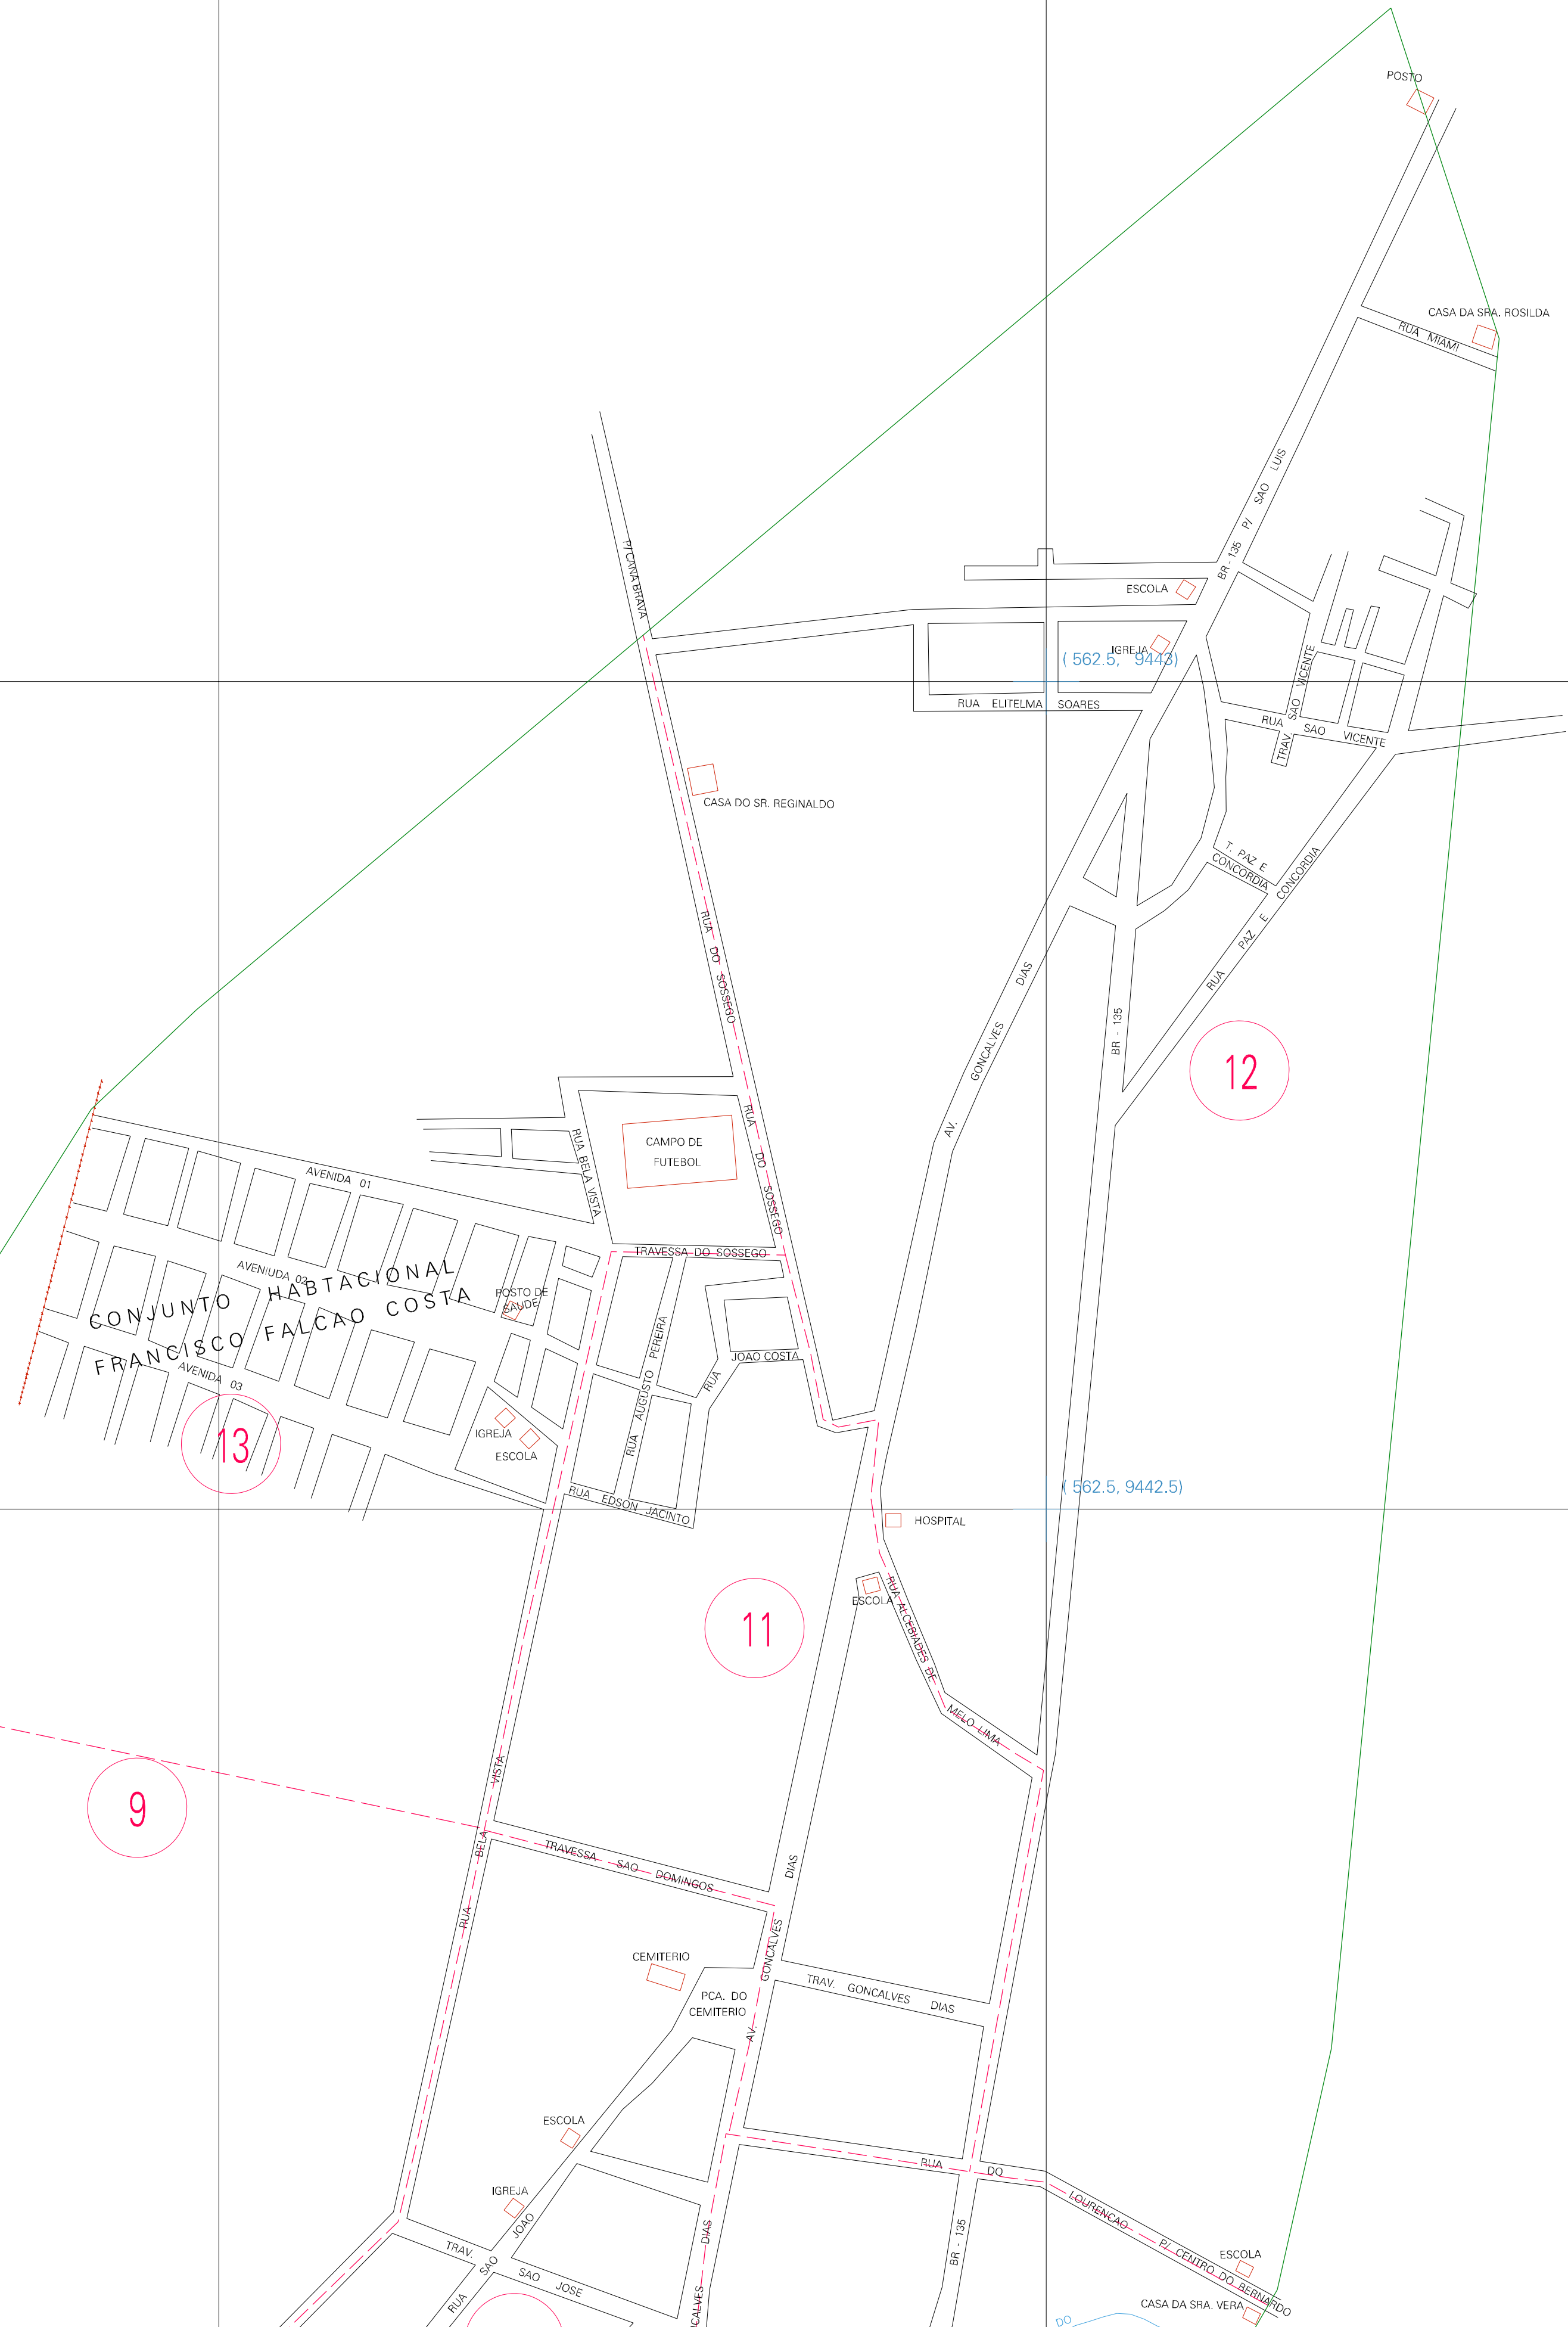 POSTO
CASA DA SRA. ROSILDA
RUA MIAMI
BR - 135 P/ SAO LUIS
P/ CANA BRAVA
ESCOLA
IGREJA
( 562.5, 9443)
RUA ELITELMA SOARES
TRAV. SAO VICENTE
RUA SAO VICENTE
CASA DO SR. REGINALDO
T. PAZ E
CONCORDIA
RUA PAZ E CONCORDIA
RUA DO SOSSEGO
AV. GONCALVES DIAS
BR - 135
12
RUA DO SOSSEGO
CAMPO DE
FUTEBOL
RUA BELA VISTA
AVENIDA 01
TRAVESSA DO SOSSEGO
AVENIUDA 02
CONJUNTO HABTACIONAL
FRANCISCO FALCAO COSTA
POSTO DE
SAUDE
AVENIDA 03
RUA AUGUSTO PEREIRA
RUA JOAO COSTA
13
IGREJA
ESCOLA
RUA EDSON JACINTO
( 562.5, 9442.5)
HOSPITAL
ESCOLA
RUA ALCEBIADES DE
MELO LIMA
11
9
RUA BELA VISTA
TRAVESSA SAO DOMINGOS
AV. GONCALVES DIAS
CEMITERIO
PCA. DO
CEMITERIO
TRAV. GONCALVES DIAS
ESCOLA
RUA DO LOURENCAO
P/ CENTRO DO BERNARDO
IGREJA
RUA SAO JOAO
TRAV. SAO JOSE
CALVES DIAS
BR - 135
ESCOLA
CASA DA SRA. VERA
DO